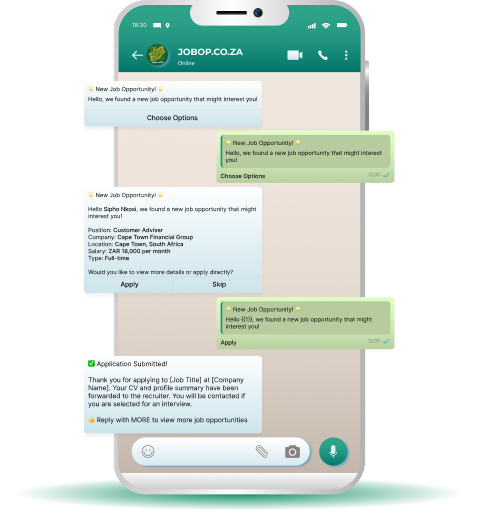 19:30
JOBOP.CO.ZA
Online
New Job Opportunity!
Hello, we found a new job opportunity that might interest you!
Choose Options
New Job Opportunity!
Hello, we found a new job opportunity that might interest
you!
Choose Options
New Job Opportunity!
Hello Sipho Nkosi, we found a new job opportunity that might
interest you!
Position: Customer Adviser
Company: Cape Town Financial Group
Location: Cape Town, South Africa
Salary: ZAR 18,000 per month
Type: Full-time
Would you like to view more details or apply directly?
Apply Skip
New Job Opportunity!
Hello {{1}}, we found a new job opportunity that might
interest you!
Apply
✅ Application Submitted!
Thank you for applying to [Job Title] at [Company
Name]. Your CV and profile summary have been
forwarded to the recruiter. You will be contacted if
you are selected for an interview.
👍 Reply with MORE to view more job opportunities